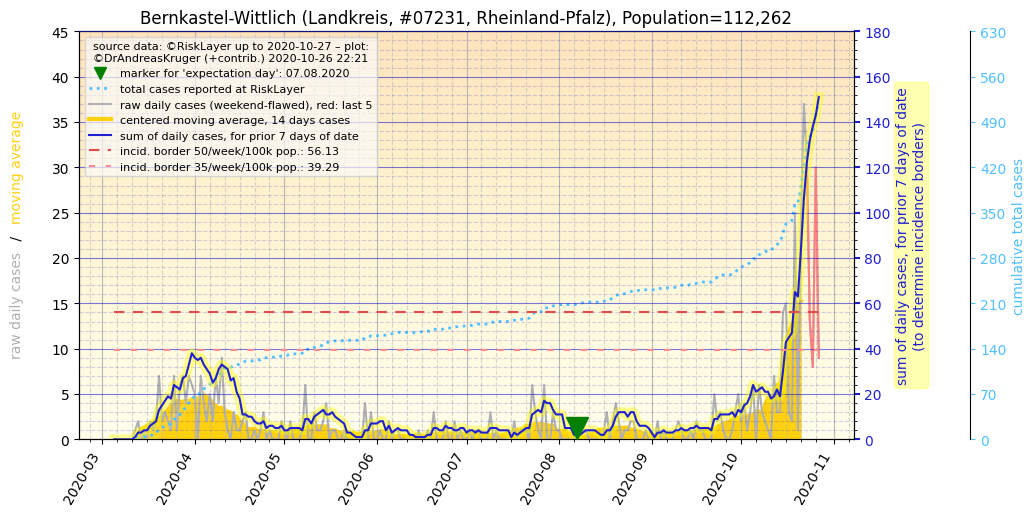 Bernkastel-Wittlich (Landkreis, #07231, Rheinland-Pfalz), Population=112,262
source data: ©RiskLayer up to 2020-10-27 – plot:
©DrAndreasKruger (+contrib.) 2020-10-26 22:21
marker for 'expectation day': 07.08.2020
total cases reported at RiskLayer
raw daily cases (weekend-flawed), red: last 5
centered moving average, 14 days cases
sum of daily cases, for prior 7 days of date
incid. border 50/week/100k pop.: 56.13
incid. border 35/week/100k pop.: 39.29
raw daily cases / moving average
45
40
35
30
25
20
15
10
5
0
180
160
140
120
100
80
60
40
20
0
sum of daily cases, for prior 7 days of date
(to determine incidence borders)
630
560
490
420
350
280
210
140
70
0
cumulative total cases
2020-03
2020-04
2020-05
2020-06
2020-07
2020-08
2020-09
2020-10
2020-11